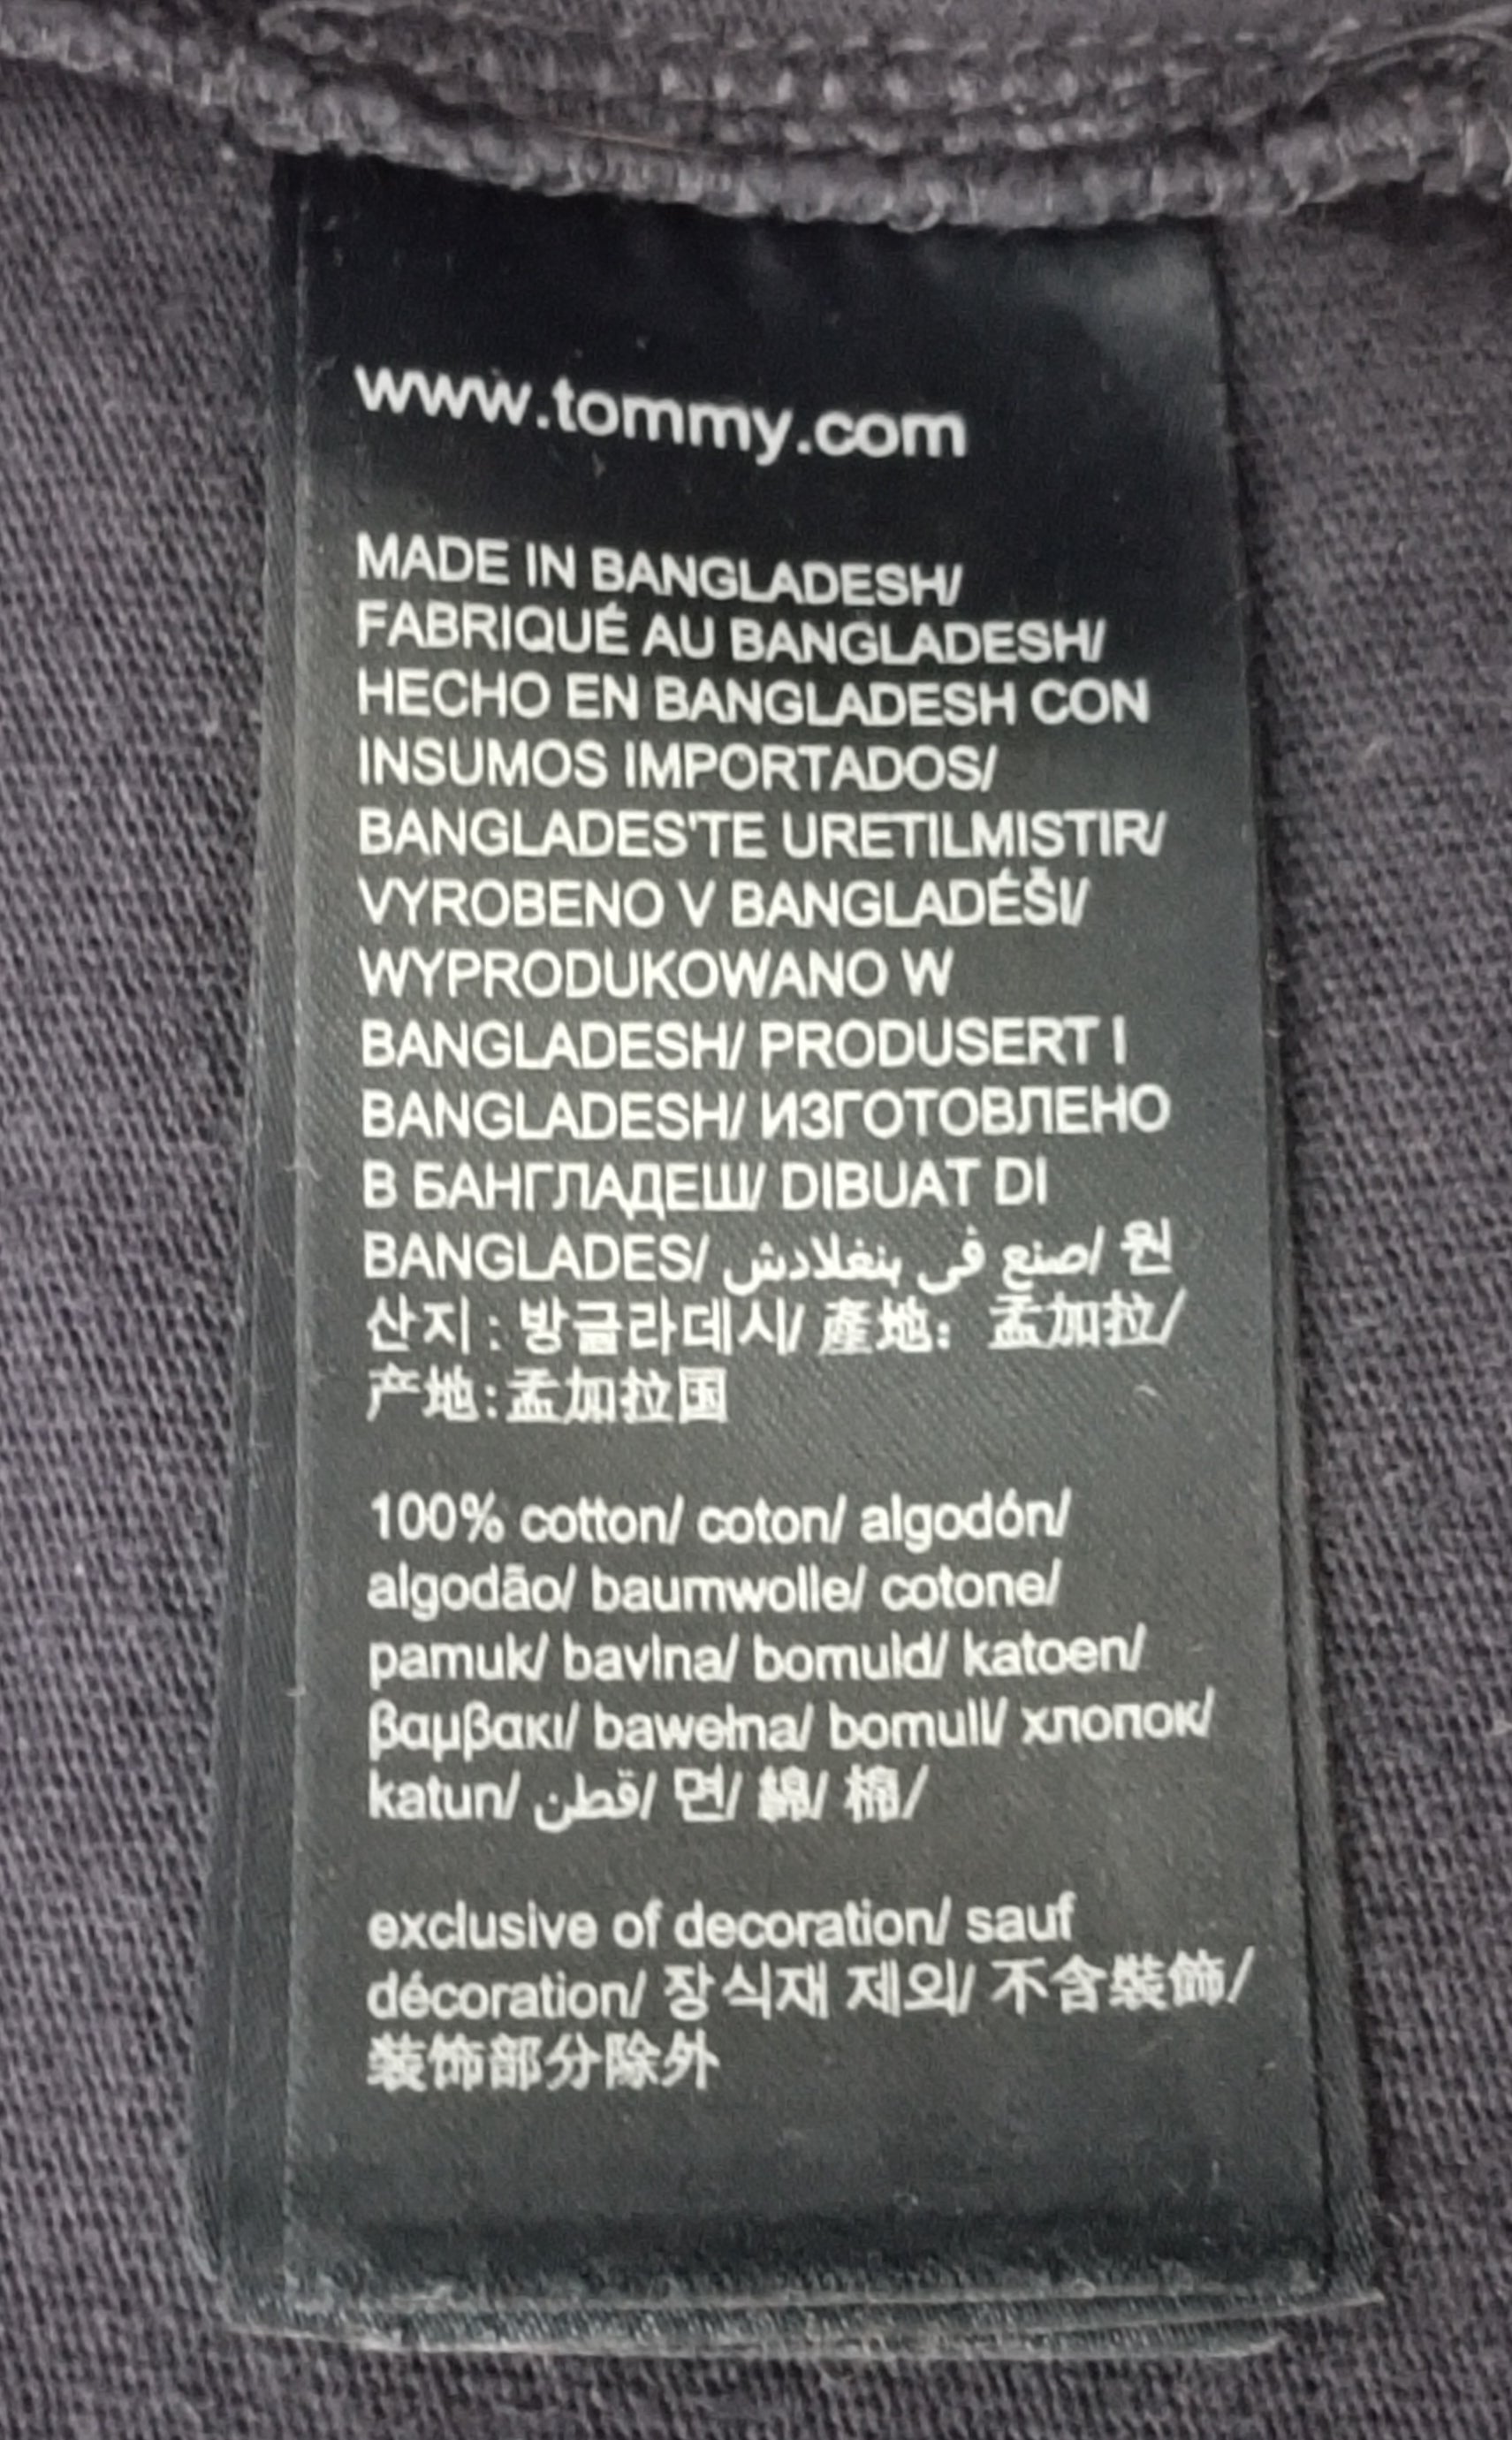 www.tommy.com
MADE IN BANGLADESH/
FABRIQUÉ AU BANGLADESH/
HECHO EN BANGLADESH CON
INSUMOS IMPORTADOS/
BANGLADES'TE URETILMISTIR/
VYROBENO V BANGLADÉŠI/
WYPRODUKOWANO W
BANGLADESH/ PRODUSERT I
BANGLADESH/ ИЗГОТОВЛЕНО
В БАНГЛАДЕШ/ DIBUAT DI
BANGLADES/ صنع في بنغلادش/ 원
산지 : 방글라데시/ 產地: 孟加拉/
产地:孟加拉国
100% cotton/ coton/ algodón/
algodão/ baumwolle/ cotone/
pamuk/ bavlna/ bomuld/ katoen/
βαμβακι/ bawełna/ bomull/ хлопок/
katun/ قطن/ 면/ 綿/ 棉/
exclusive of decoration/ sauf
décoration/ 장식재 제외/ 不含裝飾/
装饰部分除外